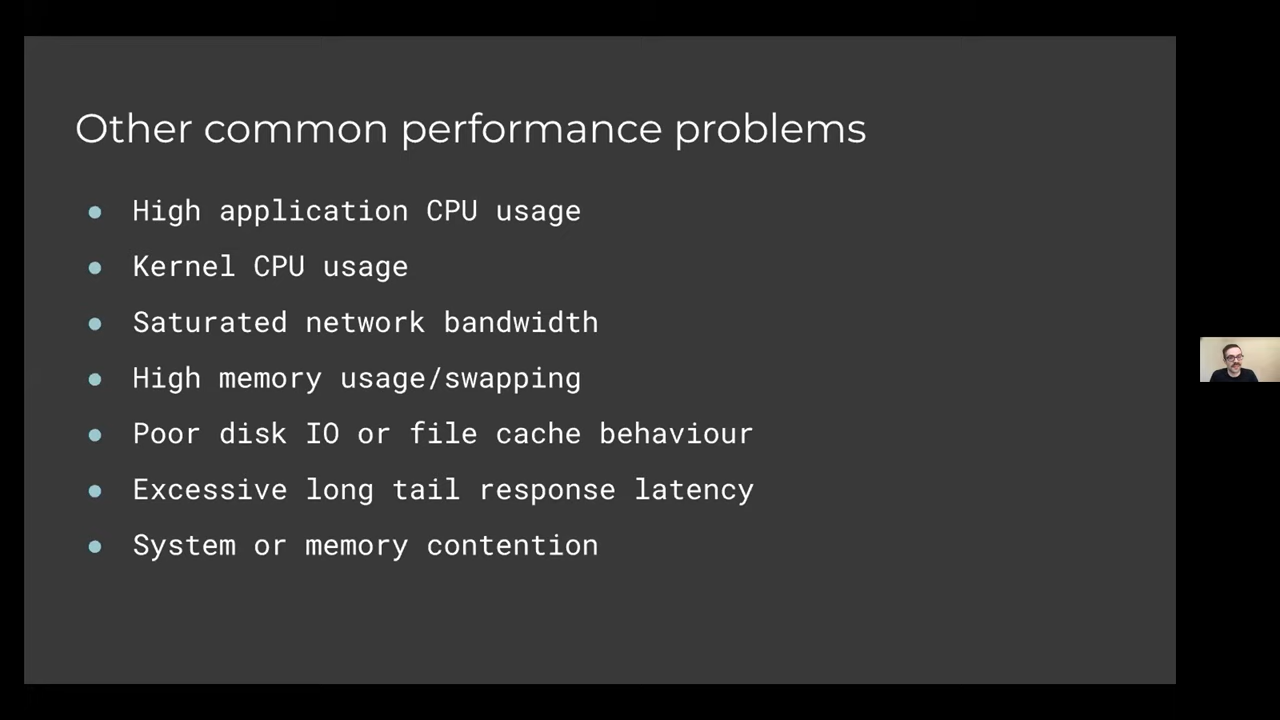 Other common performance problems
● High application CPU usage
● Kernel CPU usage
● Saturated network bandwidth
● High memory usage/swapping
● Poor disk IO or file cache behaviour
● Excessive long tail response latency
● System or memory contention